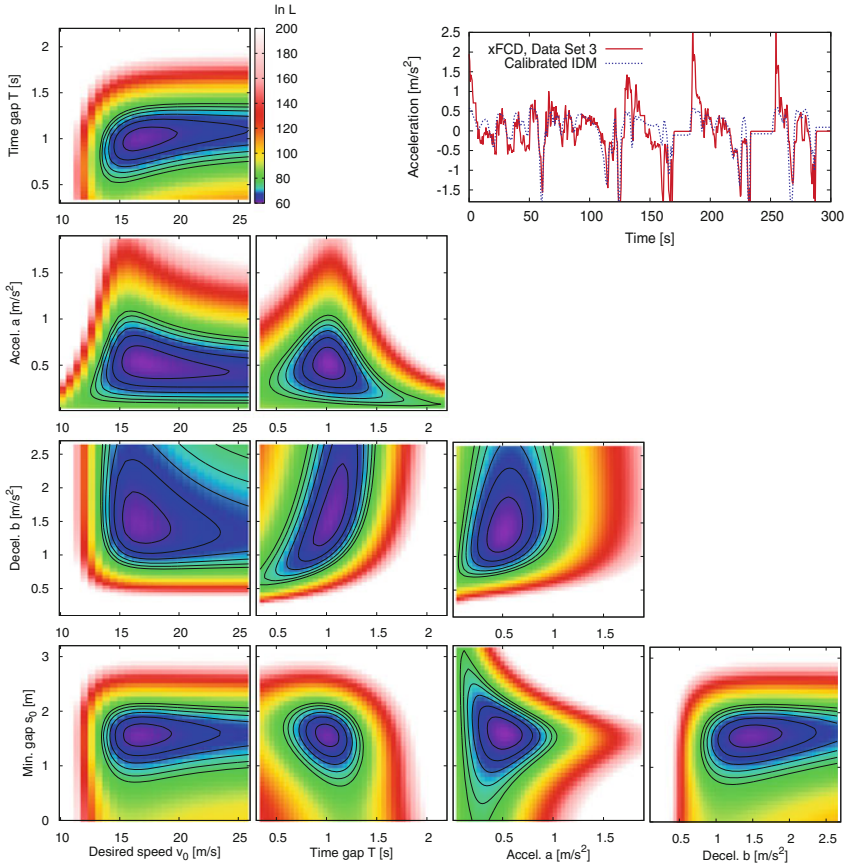 ln L
200
180
160
140
120
100
80
60
Time gap T [s]
2
1.5
1
0.5
10 15 20 25
Acceleration [m/s²]
2.5
2
1.5
1
0.5
0
-0.5
-1
-1.5
xFCD, Data Set 3
Calibrated IDM
0 50 100 150 200 250 300
Time [s]
Accel. a [m/s²]
1.5
1
0.5
10 15 20 25
0.5 1 1.5 2
Decel. b [m/s²]
2.5
2
1.5
1
0.5
10 15 20 25
0.5 1 1.5 2
2.5
2
1.5
1
0.5
0.5 1 1.5
Min. gap s₀ [m]
3
2
1
0
10 15 20 25
Desired speed v₀ [m/s]
0.5 1 1.5 2
Time gap T [s]
0.5 1 1.5
Accel. a [m/s²]
3
2
1
0
0.5 1 1.5 2 2.5
Decel. b [m/s²]